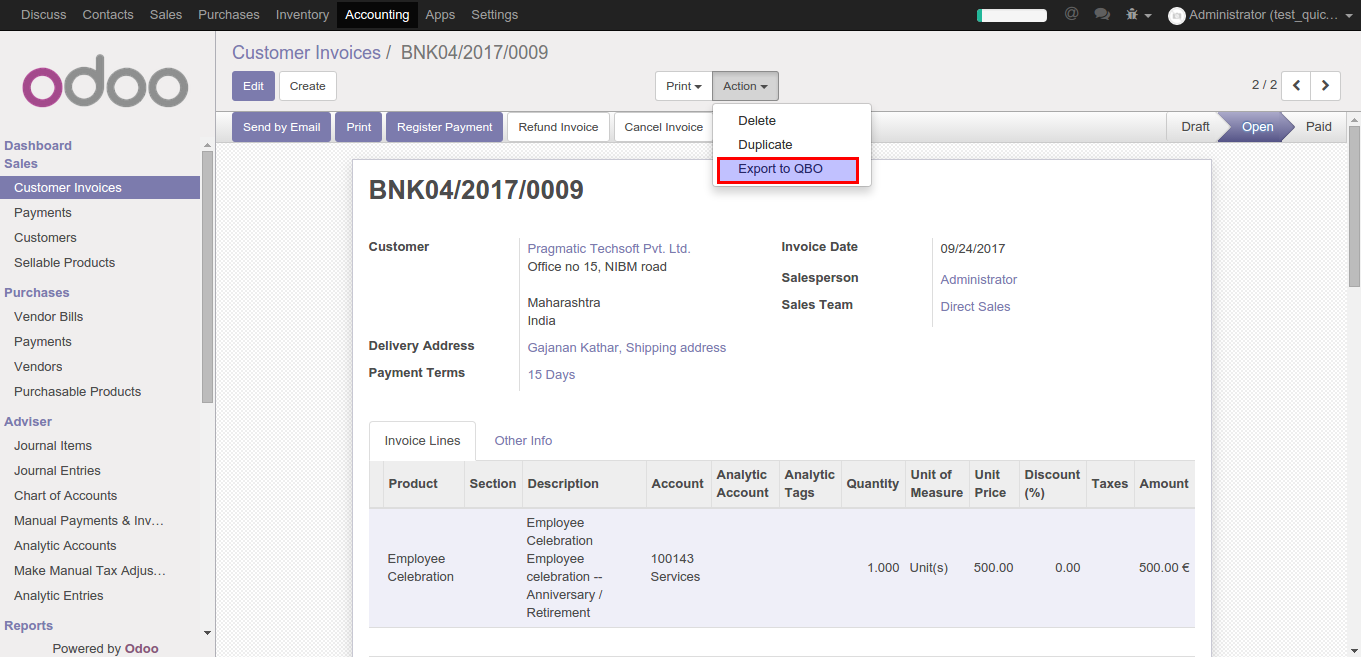 Discuss Contacts Sales Purchases Inventory Accounting Apps Settings
@ Administrator (test_quic...
odoo
Customer Invoices / BNK04/2017/0009
Edit Create
Print Action
2 / 2
Send by Email Print Register Payment Refund Invoice Cancel Invoice
Delete
Duplicate
Export to QBO
Draft Open Paid
Dashboard
Sales
Customer Invoices
Payments
Customers
Sellable Products
Purchases
Vendor Bills
Payments
Vendors
Purchasable Products
Adviser
Journal Items
Journal Entries
Chart of Accounts
Manual Payments & Inv...
Analytic Accounts
Make Manual Tax Adjus...
Analytic Entries
Reports
Powered by Odoo
BNK04/2017/0009
Customer
Pragmatic Techsoft Pvt. Ltd.
Office no 15, NIBM road
Maharashtra
India
Delivery Address
Gajanan Kathar, Shipping address
Payment Terms
15 Days
Invoice Date
09/24/2017
Salesperson
Administrator
Sales Team
Direct Sales
Invoice Lines Other Info
Product Section Description Account Analytic Account Analytic Tags Quantity Unit of Measure Unit Price Discount (%) Taxes Amount
Employee
Celebration
Employee
Celebration
Employee
celebration --
Anniversary /
Retirement
100143
Services
1.000 Unit(s) 500.00 0.00 500.00 €